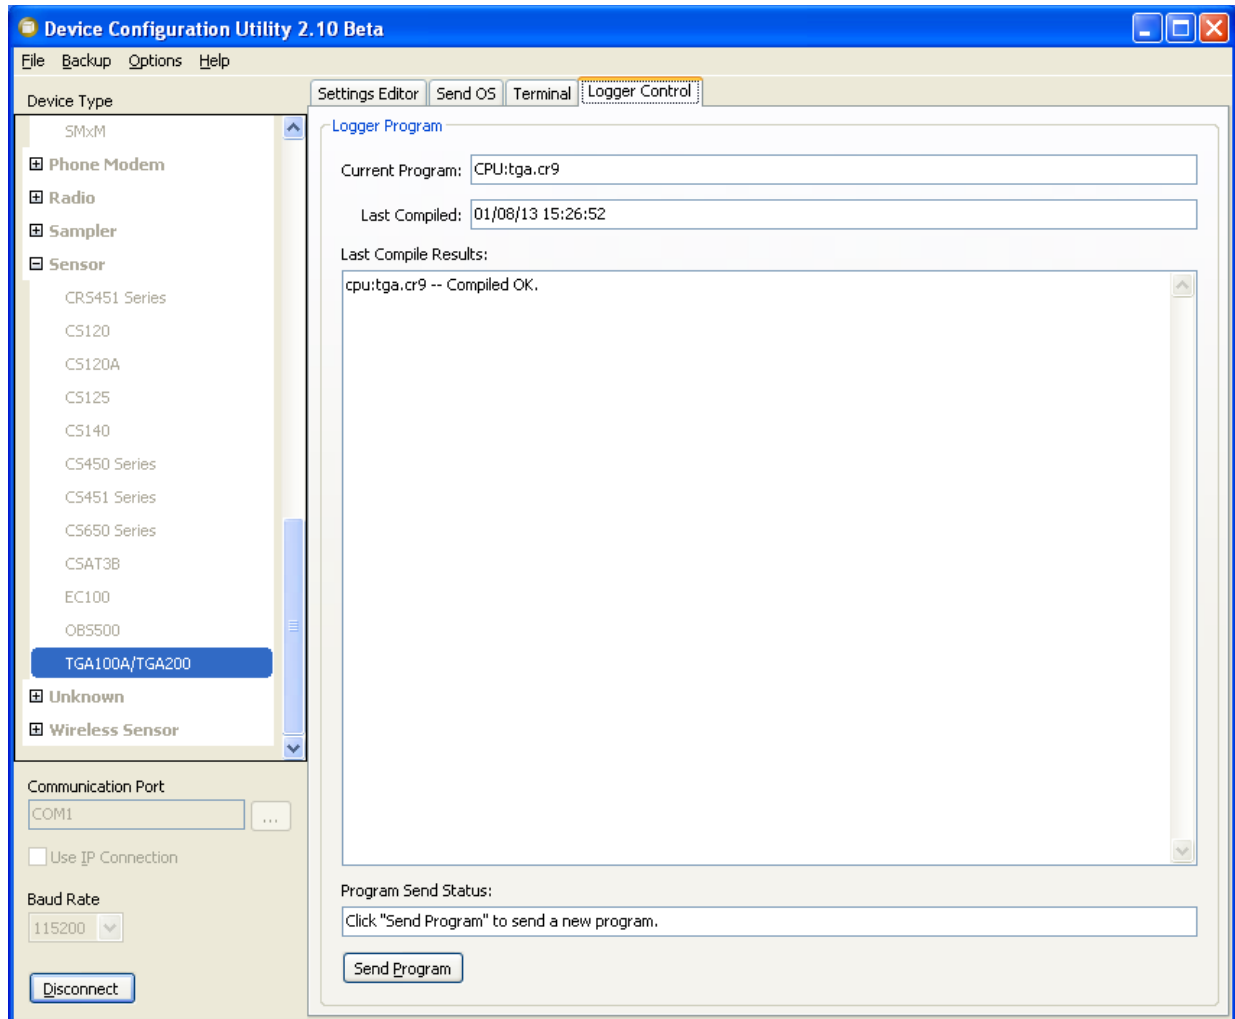 Device Configuration Utility 2.10 Beta
File Backup Options Help
Device Type
SMxM
Phone Modem
Radio
Sampler
Sensor
CRS451 Series
CS120
CS120A
CS125
CS140
CS450 Series
CS451 Series
CS650 Series
CSAT3B
EC100
OBS500
TGA100A/TGA200
Unknown
Wireless Sensor
Communication Port
COM1
...
Use IP Connection
Baud Rate
115200
Disconnect
Settings Editor Send OS Terminal Logger Control
Logger Program
Current Program: CPU:tga.cr9
Last Compiled: 01/08/13 15:26:52
Last Compile Results:
cpu:tga.cr9 -- Compiled OK.
Program Send Status:
Click "Send Program" to send a new program.
Send Program